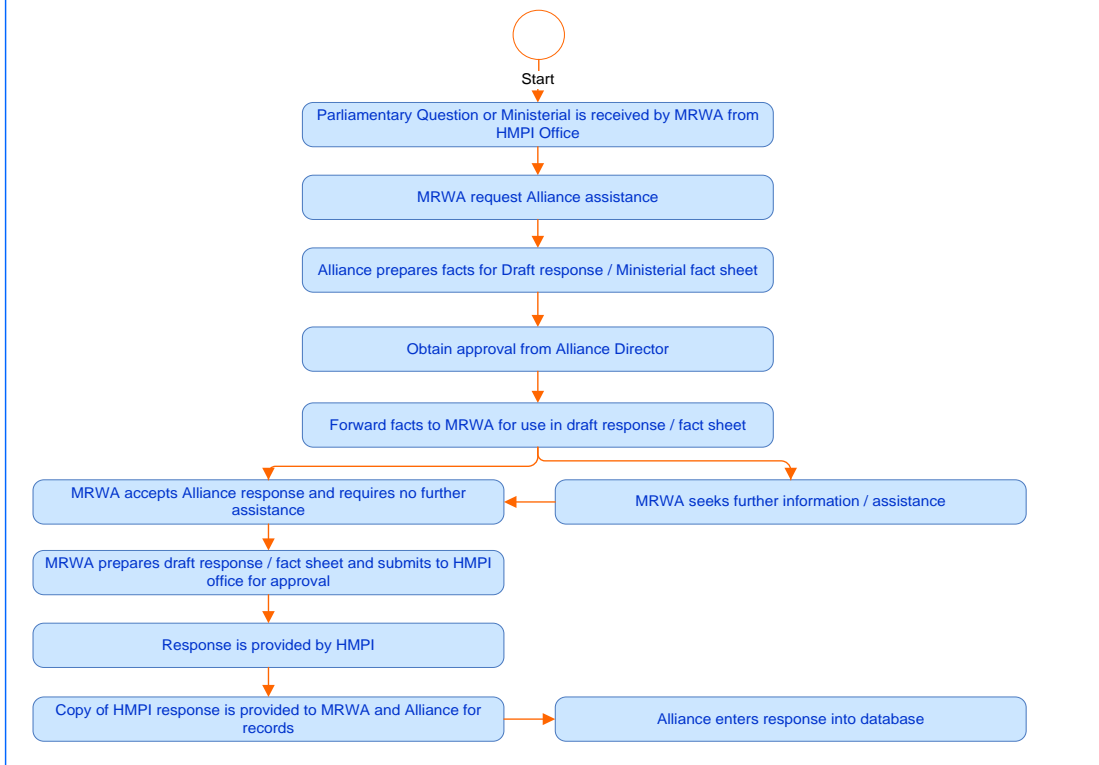 Start
Parliamentary Question or Ministerial is received by MRWA from
HMPI Office
MRWA request Alliance assistance
Alliance prepares facts for Draft response / Ministerial fact sheet
Obtain approval from Alliance Director
Forward facts to MRWA for use in draft response / fact sheet
MRWA accepts Alliance response and requires no further
assistance
MRWA seeks further information / assistance
MRWA prepares draft response / fact sheet and submits to HMPI
office for approval
Response is provided by HMPI
Copy of HMPI response is provided to MRWA and Alliance for
records
Alliance enters response into database